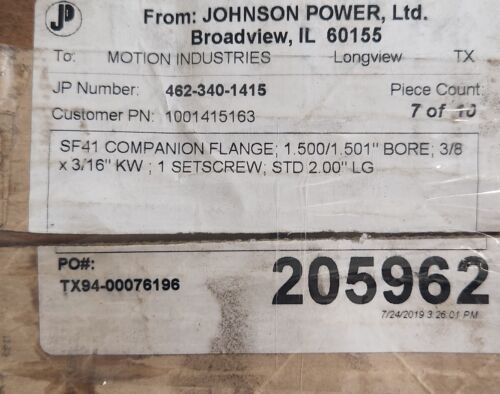 JP
From: JOHNSON POWER, Ltd.
Broadview, IL 60155
To: MOTION INDUSTRIES Longview TX
JP Number: 462-340-1415 Piece Count:
Customer PN: 1001415163 7 of 10
SF41 COMPANION FLANGE; 1.500/1.501" BORE; 3/8
x 3/16" KW ; 1 SETSCREW; STD 2.00" LG
PO#:
TX94-00076196
205962
7/24/2019 3:26:01 PM